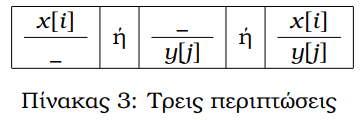 x[i] ή _ ή x[i]
_ y[j] y[j]
Πίνακας 3: Τρεις περιπτώσεις